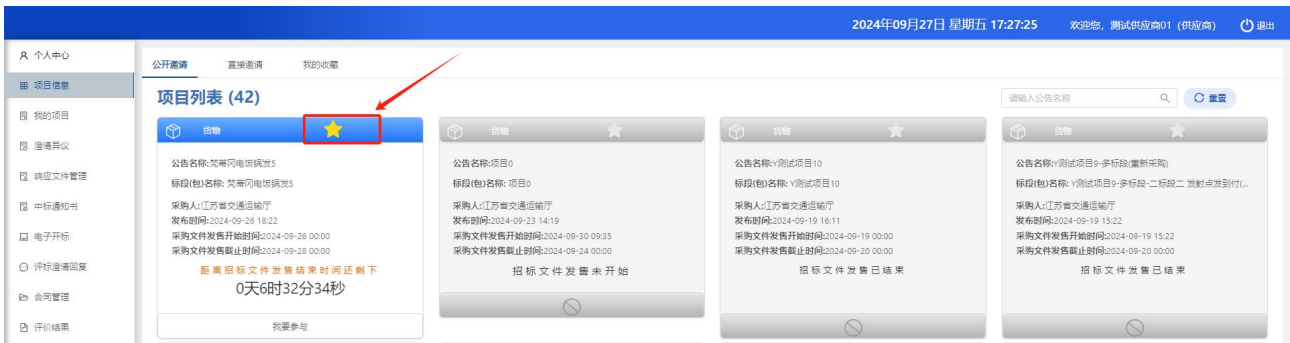 2024年09月27日 星期五 17:27:25 欢迎您，测试供应商01 (供应商) 退出
个人中心
项目信息
我的项目
澄清异议
响应文件管理
中标通知书
电子开标
评标澄清回复
合同管理
评价结果
公开邀请 直接邀请 我的收藏
项目列表 (42)
请输入公告名称 重置
货物
公告名称:梵蒂冈电饭锅发5
标段(包)名称: 梵蒂冈电饭锅发5
采购人:江苏省交通运输厅
发布时间:2024-09-26 18:22
采购文件发售开始时间:2024-09-26 00:00
采购文件发售截止时间:2024-09-28 00:00
距离招标文件发售结束时间还剩下
0天6时32分34秒
我要参与
货物
公告名称:项目0
标段(包)名称: 项目0
采购人:江苏省交通运输厅
发布时间:2024-09-23 14:19
采购文件发售开始时间:2024-09-30 09:35
采购文件发售截止时间:2024-09-24 00:00
招标文件发售未开始
货物
公告名称:Y测试项目10
标段(包)名称: Y测试项目10
采购人:江苏省交通运输厅
发布时间:2024-09-19 16:11
采购文件发售开始时间:2024-09-19 00:00
采购文件发售截止时间:2024-09-20 00:00
招标文件发售已结束
货物
公告名称:Y测试项目9-多标段(重新采购)
标段(包)名称: Y测试项目9-多标段-二标段二 发射点发到付(...
采购人:江苏省交通运输厅
发布时间:2024-09-19 15:22
采购文件发售开始时间:2024-09-19 15:22
采购文件发售截止时间:2024-09-20 00:00
招标文件发售已结束